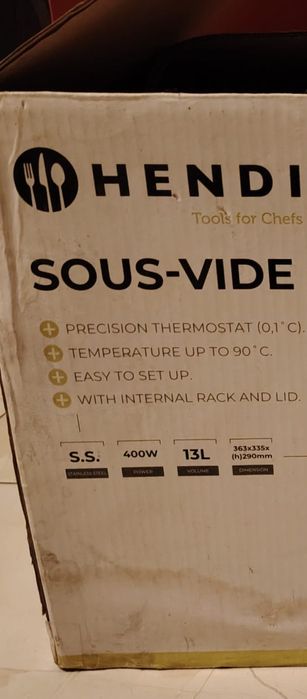 HENDI
Tools for Chefs
SOUS-VIDE
PRECISION THERMOSTAT (0,1°C).
TEMPERATURE UP TO 90°C.
EASY TO SET UP.
WITH INTERNAL RACK AND LID.
S.S. 400W 13L 363x335x
(h)290mm
STAINLESS STEEL POWER VOLUME DIMENSION